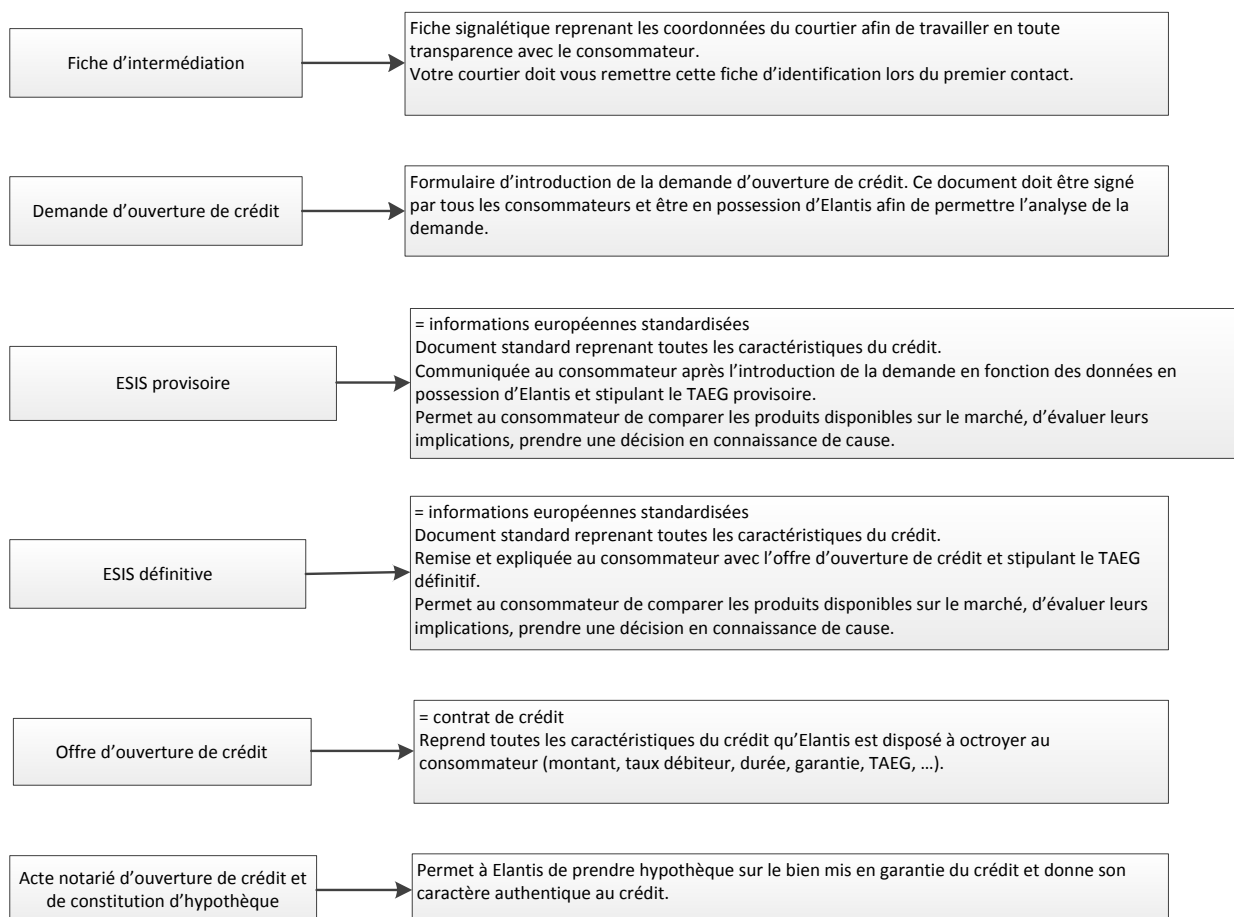 Fiche d’intermédiation
Fiche signalétique reprenant les coordonnées du courtier afin de travailler en toute
transparence avec le consommateur.
Votre courtier doit vous remettre cette fiche d’identification lors du premier contact.
Demande d’ouverture de crédit
Formulaire d’introduction de la demande d’ouverture de crédit. Ce document doit être signé
par tous les consommateurs et être en possession d’Elantis afin de permettre l’analyse de la
demande.
ESIS provisoire
= informations européennes standardisées
Document standard reprenant toutes les caractéristiques du crédit.
Communiquée au consommateur après l’introduction de la demande en fonction des données en
possession d’Elantis et stipulant le TAEG provisoire.
Permet au consommateur de comparer les produits disponibles sur le marché, d’évaluer leurs
implications, prendre une décision en connaissance de cause.
ESIS définitive
= informations européennes standardisées
Document standard reprenant toutes les caractéristiques du crédit.
Remise et expliquée au consommateur avec l’offre d’ouverture de crédit et stipulant le TAEG
définitif.
Permet au consommateur de comparer les produits disponibles sur le marché, d’évaluer leurs
implications, prendre une décision en connaissance de cause.
Offre d’ouverture de crédit
= contrat de crédit
Reprend toutes les caractéristiques du crédit qu’Elantis est disposé à octroyer au
consommateur (montant, taux débiteur, durée, garantie, TAEG, …).
Acte notarié d’ouverture de crédit et
de constitution d’hypothèque
Permet à Elantis de prendre hypothèque sur le bien mis en garantie du crédit et donne son
caractère authentique au crédit.